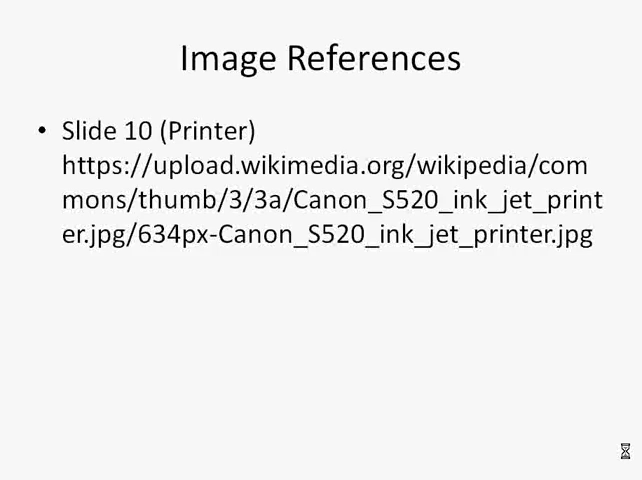 Image References
• Slide 10 (Printer)
https://upload.wikimedia.org/wikipedia/com
mons/thumb/3/3a/Canon_S520_ink_jet_print
er.jpg/634px-Canon_S520_ink_jet_printer.jpg